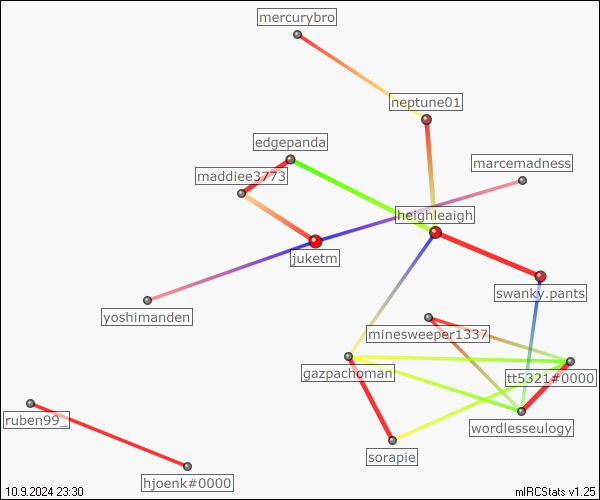 mercurybro
neptune01
edgepanda
marcemadness
maddiee3773
heighleaigh
juketm
swanky.pants
yoshimanden
minesweeper1337
gazpachoman
tt5321#0000
ruben99_
wordlesseulogy
sorapie
hjoenk#0000
10.9.2024 23:30
mIRCStats v1.25